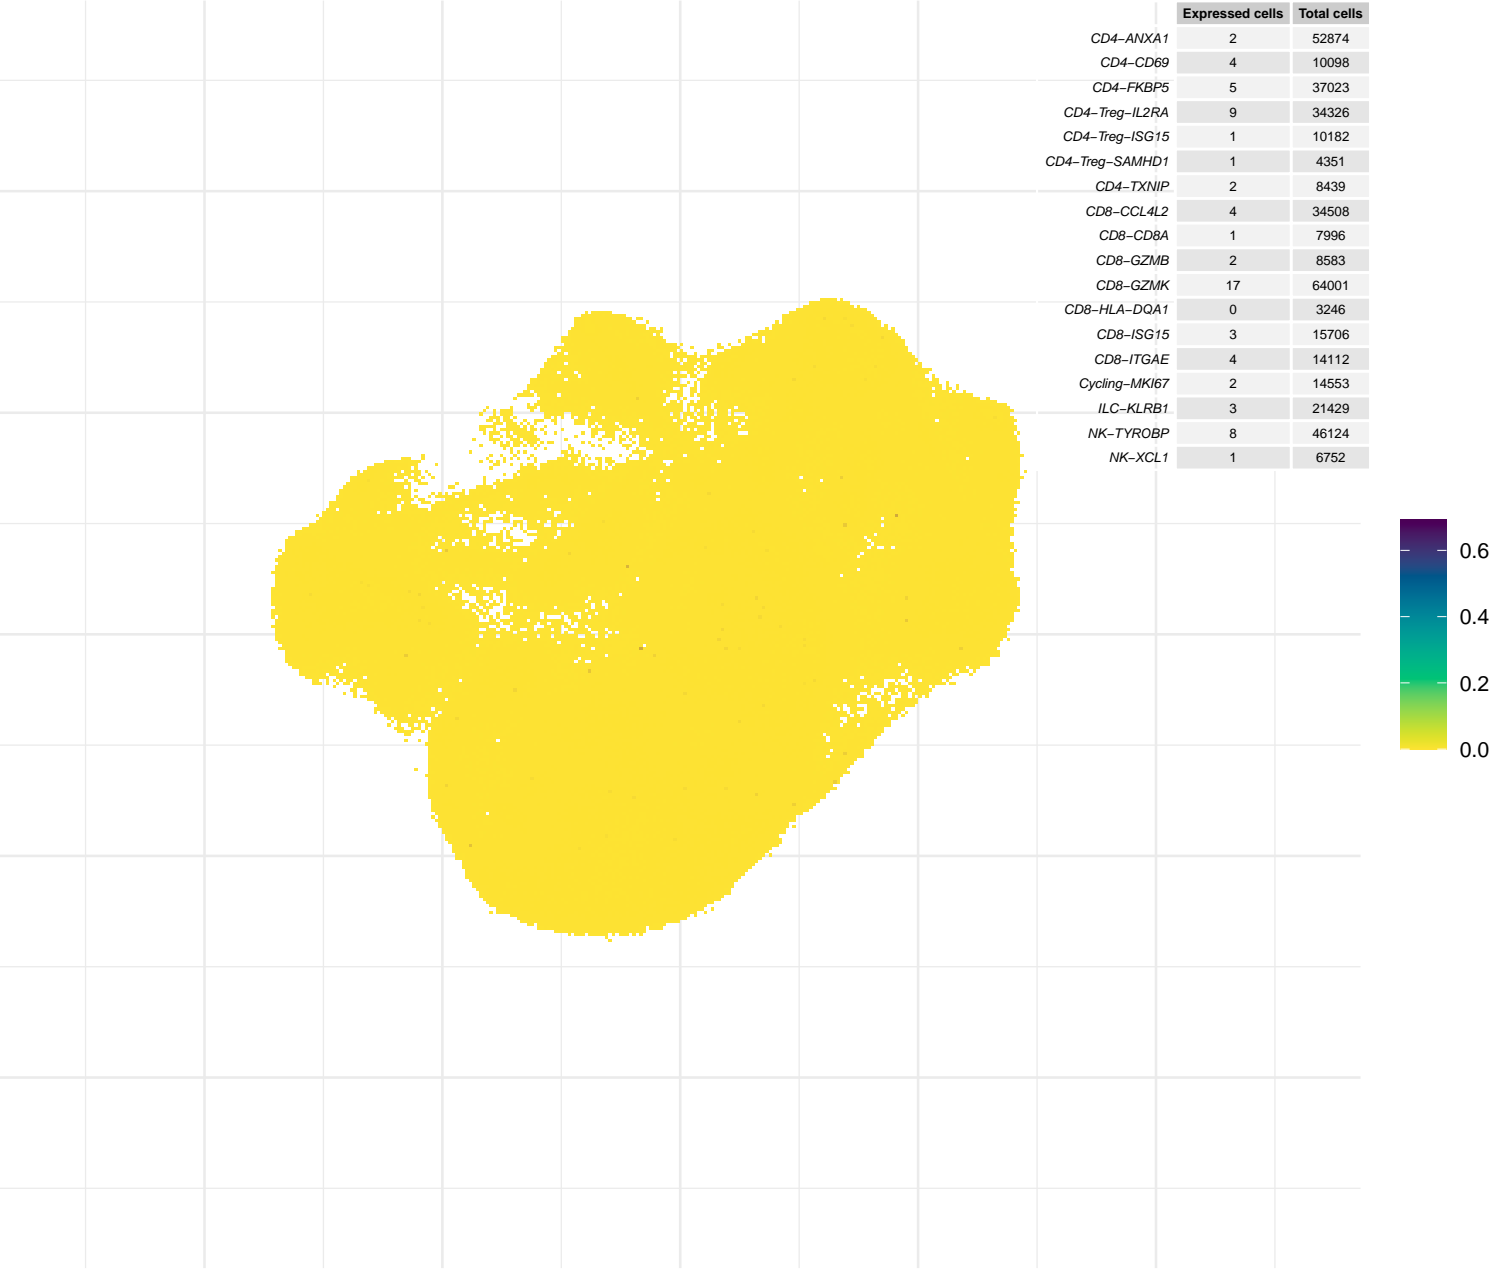 Expressed cells Total cells
CD4−ANXA1 2 52874
CD4−CD69 4 10098
CD4−FKBP5 5 37023
CD4−Treg−IL2RA 9 34326
CD4−Treg−ISG15 1 10182
CD4−Treg−SAMHD1 1 4351
CD4−TXNIP 2 8439
CD8−CCL4L2 4 34508
CD8−CD8A 1 7996
CD8−GZMB 2 8583
CD8−GZMK 17 64001
CD8−HLA−DQA1 0 3246
CD8−ISG15 3 15706
CD8−ITGAE 4 14112
Cycling−MKI67 2 14553
ILC−KLRB1 3 21429
NK−TYROBP 8 46124
NK−XCL1 1 6752
0.6
0.4
0.2
0.0